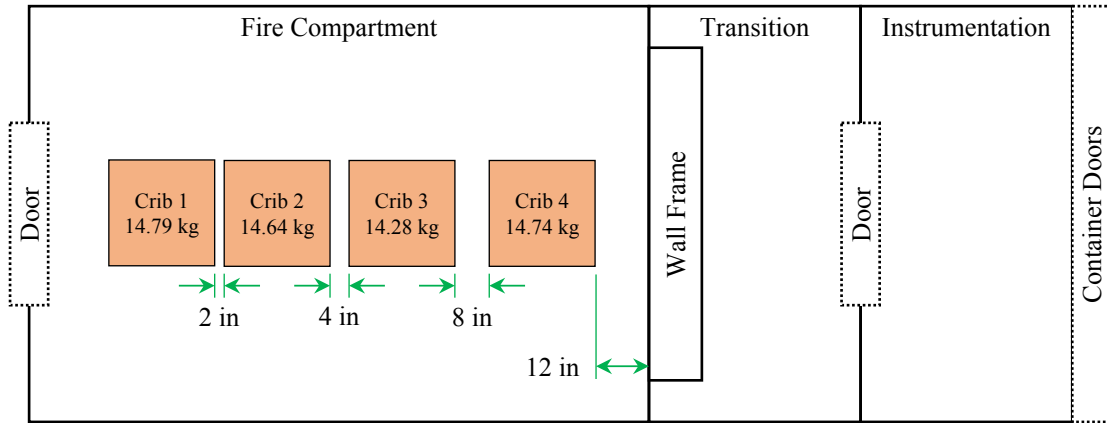 Fire Compartment
Transition
Instrumentation
Door
Crib 1
14.79 kg
Crib 2
14.64 kg
Crib 3
14.28 kg
Crib 4
14.74 kg
Wall Frame
Door
Container Doors
2 in
4 in
8 in
12 in